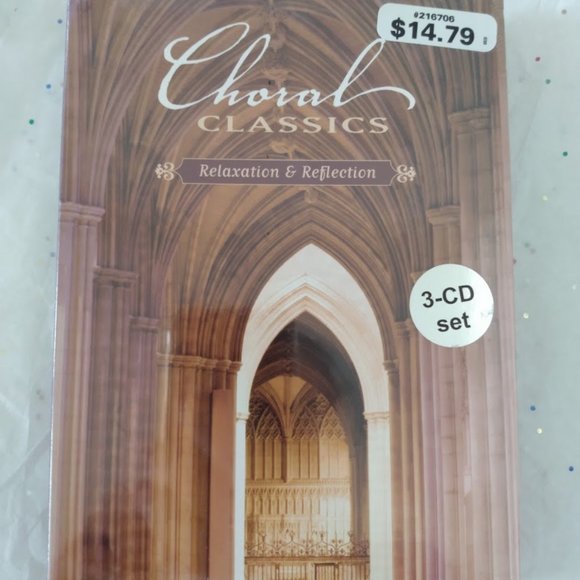 #216706
$14.79
Choral
CLASSICS
Relaxation & Reflection
3-CD
set